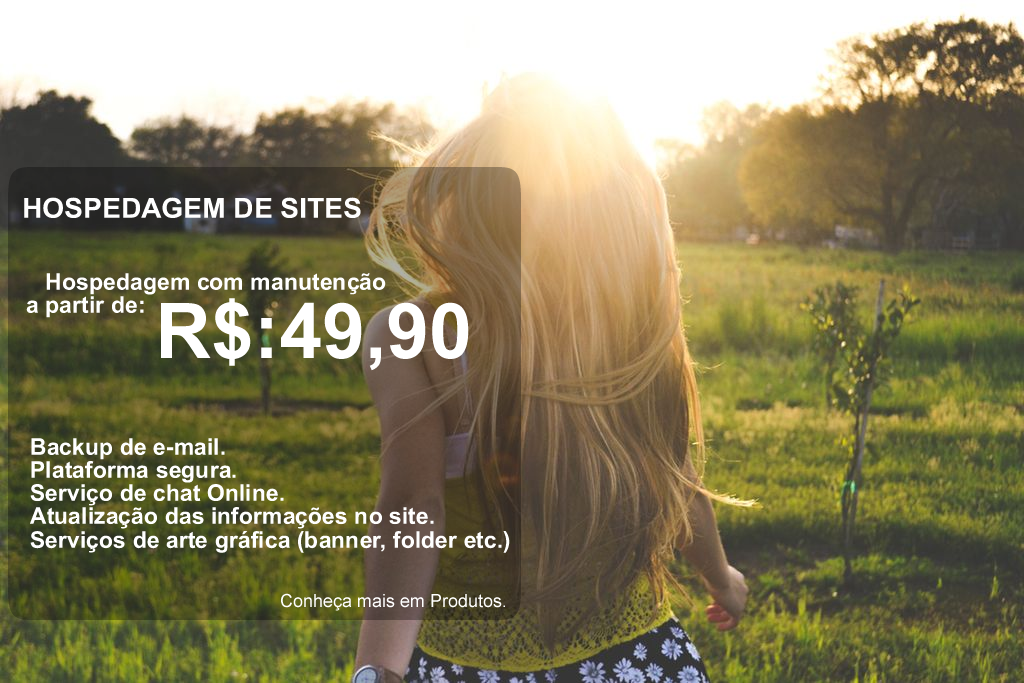 HOSPEDAGEM DE SITES
Hospedagem com manutenção
a partir de:
R$:49,90
Backup de e-mail.
Plataforma segura.
Serviço de chat Online.
Atualização das informações no site.
Serviços de arte gráfica (banner, folder etc.)
Conheça mais em Produtos.